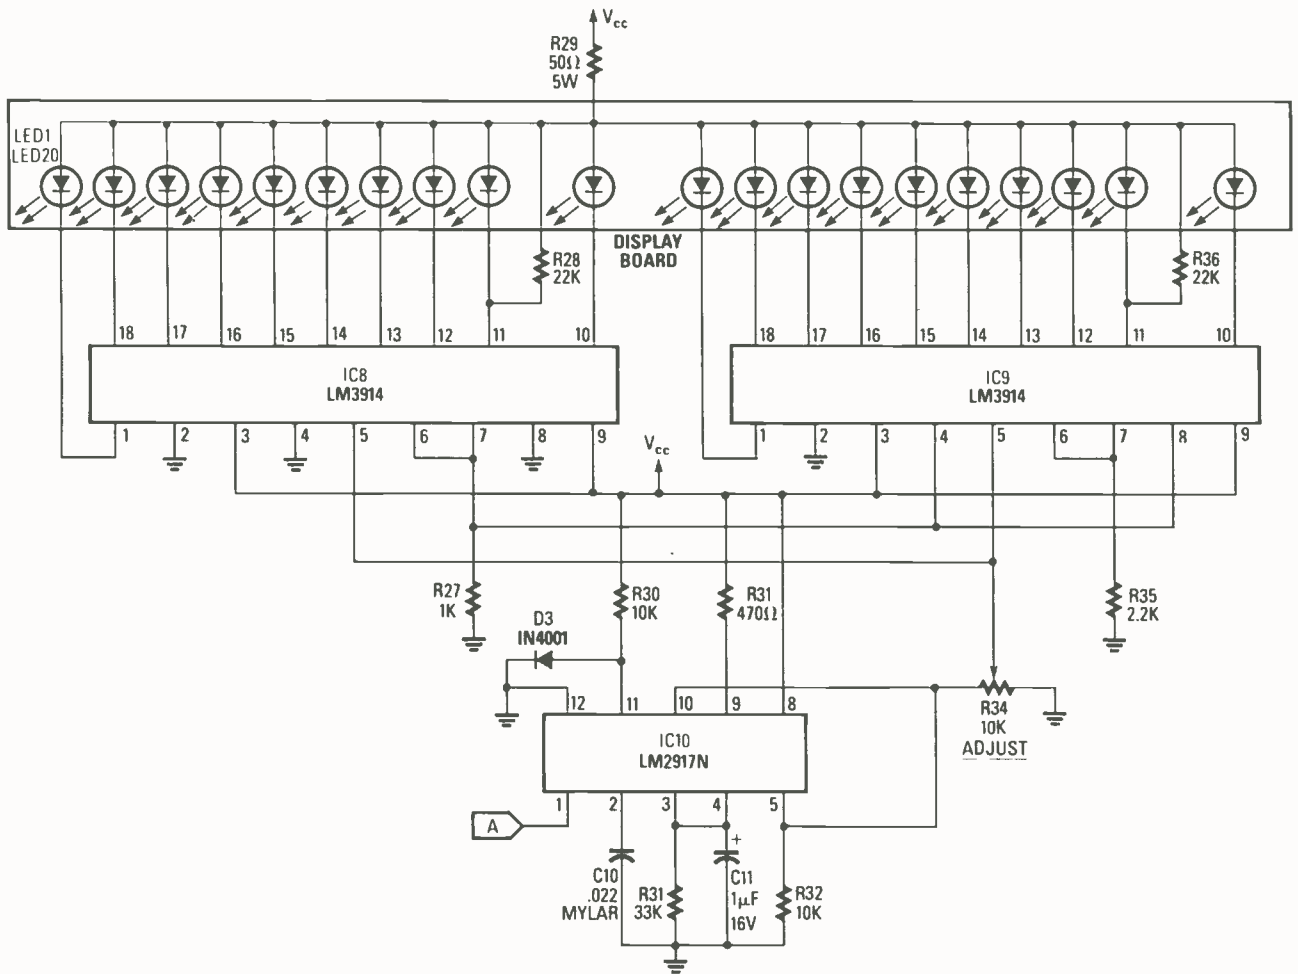 Vcc
R29
50Ω
5W
LED1
LED20
DISPLAY
BOARD
R28
22K
R36
22K
18 17 16 15 14 13 12 11 10
18 17 16 15 14 13 12 11 10
IC8
LM3914
IC9
LM3914
1 2 3 4 5 6 7 8 9
Vcc
1 2 3 4 5 6 7 8 9
R27
1K
R30
10K
R31
470Ω
R35
2.2K
D3
IN4001
12 11 10 9 8
R34
10K
ADJUST
IC10
LM2917N
1 2 3 4 5
A
+
C10
.022
MYLAR
R31
33K
C11
1μF
16V
R32
10K